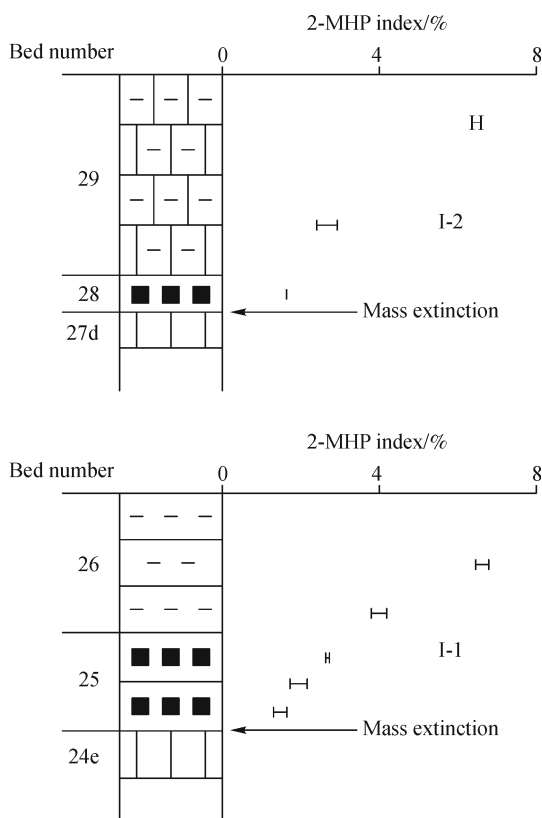 2-MHP index/%
Bed number 0 4 8
29
I-2
28
Mass extinction
27d
2-MHP index/%
Bed number 0 4 8
26
25
I-1
Mass extinction
24e